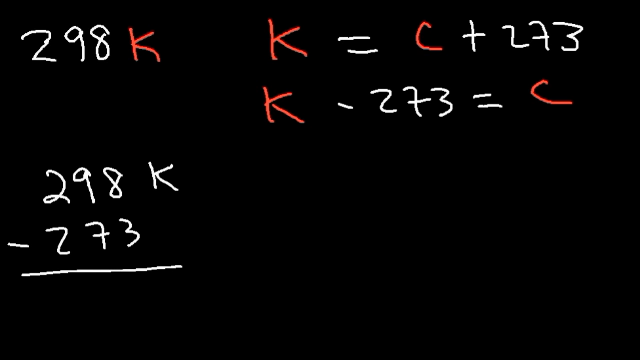 298 K K = C + 273
K - 273 = C
298 K
- 273